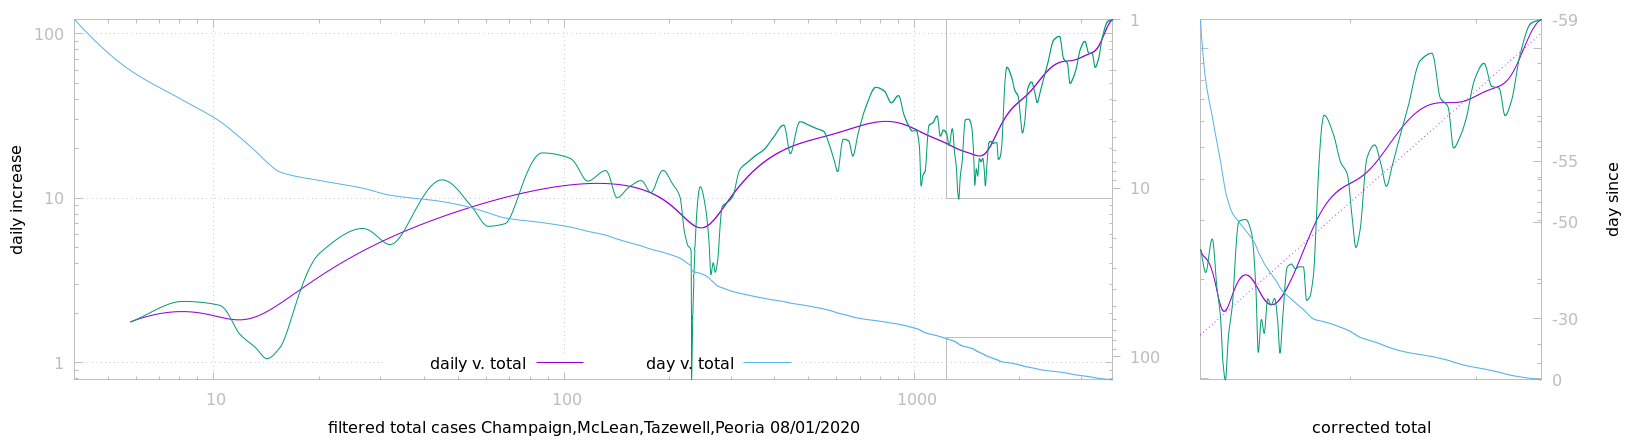 100
10
1
daily increase
10
100
1000
1
10
100
daily v. total
day v. total
filtered total cases Champaign,McLean,Tazewell,Peoria 08/01/2020
-59
-55
-50
-30
0
day since
corrected total